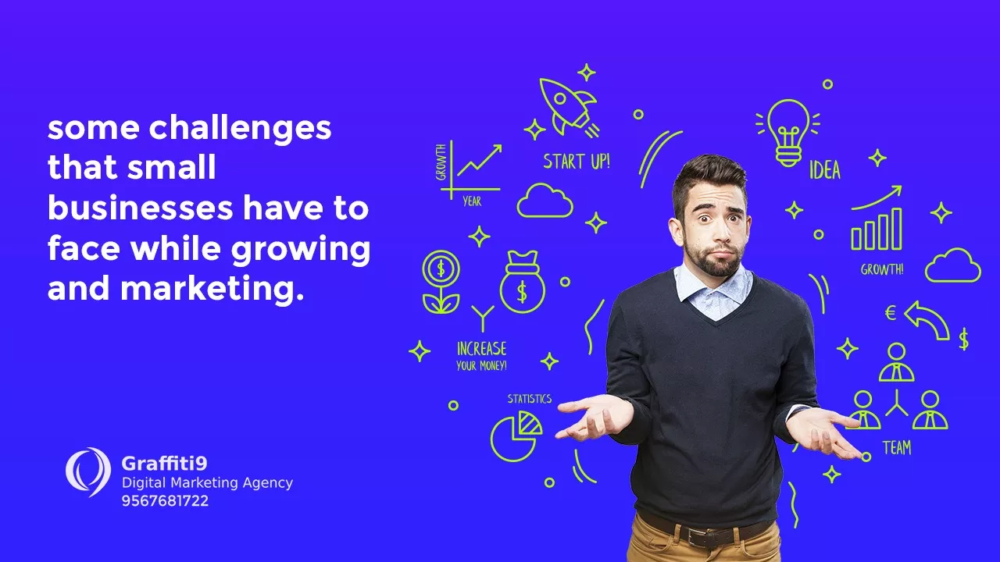 some challenges
that small
businesses have to
face while growing
and marketing.
START UP!
GROWTH
YEAR
IDEA
GROWTH!
$
$
INCREASE
YOUR MONEY!
€
$
STATISTICS
TEAM
Graffiti9
Digital Marketing Agency
9567681722